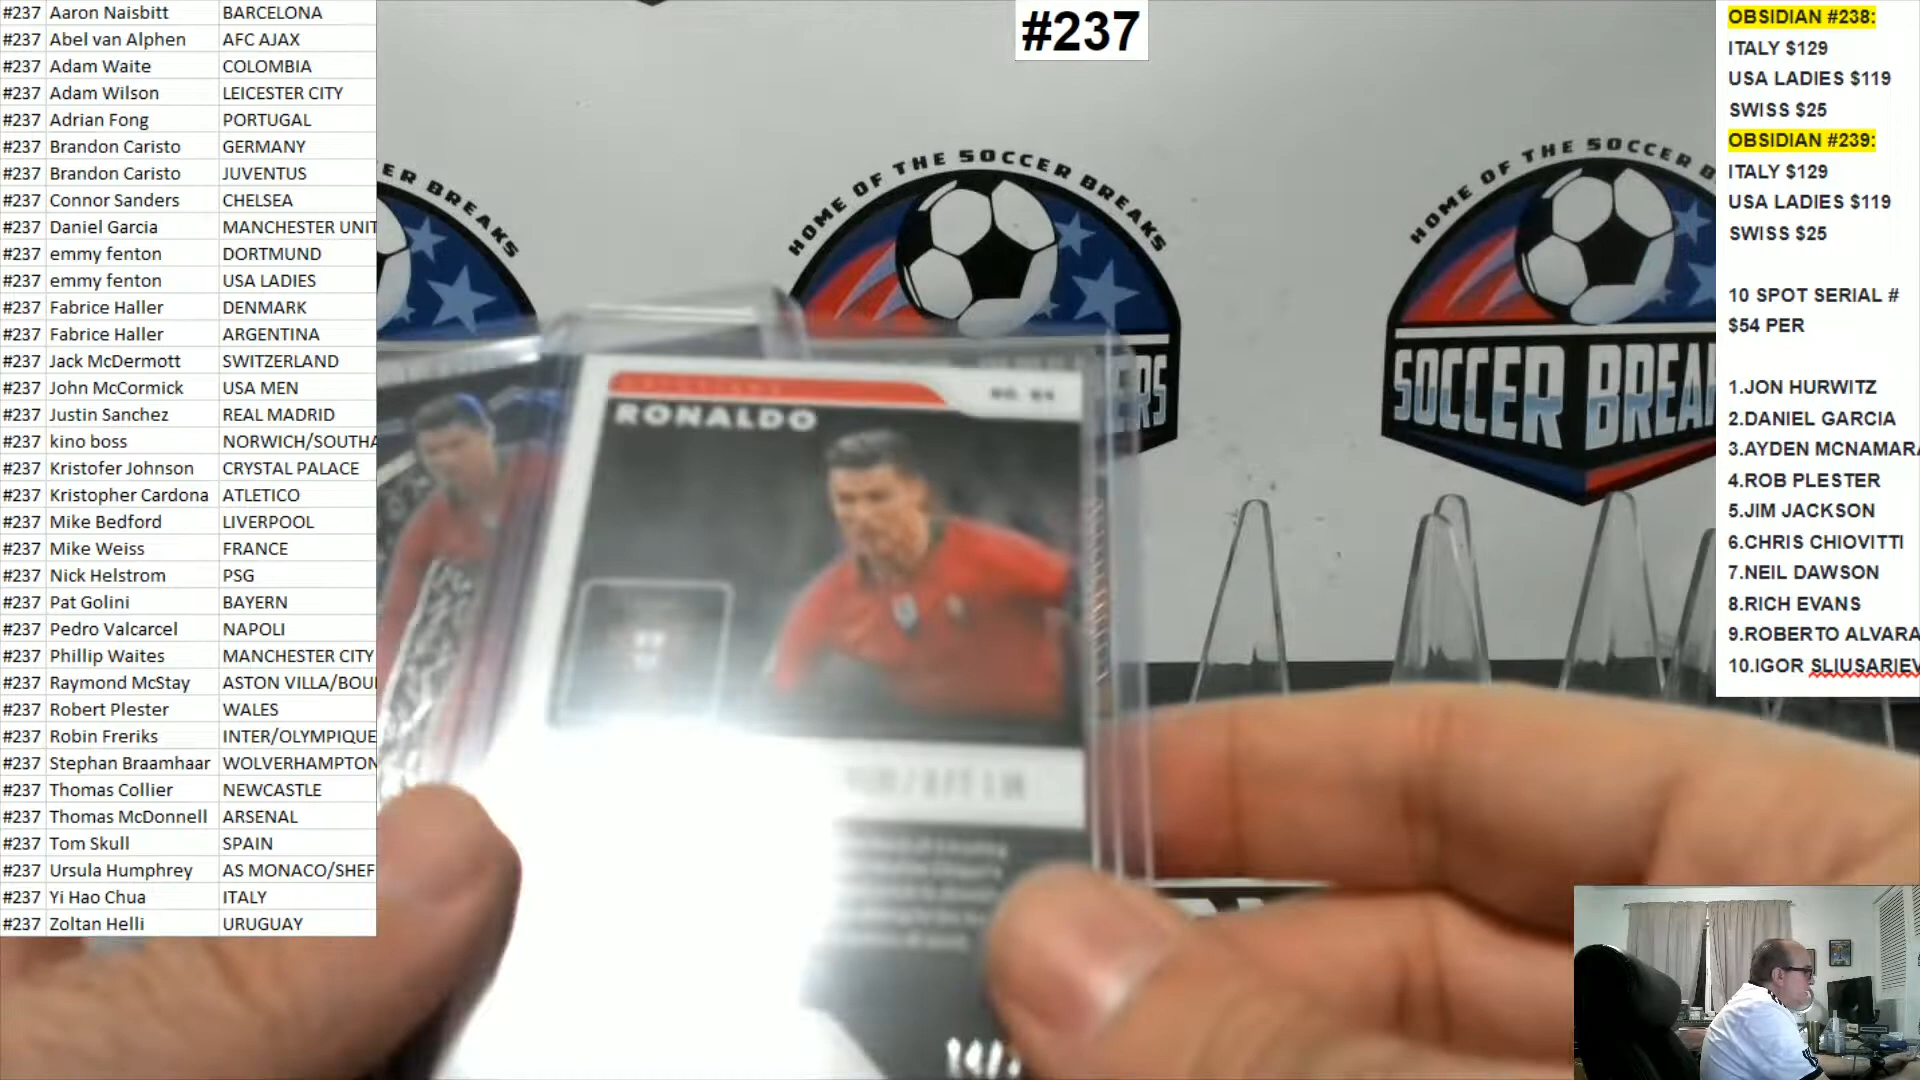 #237 Aaron Naisbitt BARCELONA
#237 Abel van Alphen AFC AJAX
#237 Adam Waite COLOMBIA
#237 Adam Wilson LEICESTER CITY
#237 Adrian Fong PORTUGAL
#237 Brandon Caristo GERMANY
#237 Brandon Caristo JUVENTUS
#237 Connor Sanders CHELSEA
#237 Daniel Garcia MANCHESTER UNIT
#237 emmy fenton DORTMUND
#237 emmy fenton USA LADIES
#237 Fabrice Haller DENMARK
#237 Fabrice Haller ARGENTINA
#237 Jack McDermott SWITZERLAND
#237 John McCormick USA MEN
#237 Justin Sanchez REAL MADRID
#237 kino boss NORWICH/SOUTHA
#237 Kristofer Johnson CRYSTAL PALACE
#237 Kristopher Cardona ATLETICO
#237 Mike Bedford LIVERPOOL
#237 Mike Weiss FRANCE
#237 Nick Helstrom PSG
#237 Pat Golini BAYERN
#237 Pedro Valcarcel NAPOLI
#237 Phillip Waites MANCHESTER CITY
#237 Raymond McStay ASTON VILLA/BOU
#237 Robert Plester WALES
#237 Robin Freriks INTER/OLYMPIQUE
#237 Stephan Braamhaar WOLVERHAMPTON
#237 Thomas Collier NEWCASTLE
#237 Thomas McDonnell ARSENAL
#237 Tom Skull SPAIN
#237 Ursula Humphrey AS MONACO/SHEF
#237 Yi Hao Chua ITALY
#237 Zoltan Helli URUGUAY
#237
ER BREAKS
HOME OF THE SOCCER BREAKS
ERS
HOME OF THE SOCCER B
SOCCER BREA
RONALDO
OBSIDIAN #238:
ITALY $129
USA LADIES $119
SWISS $25
OBSIDIAN #239:
ITALY $129
USA LADIES $119
SWISS $25
10 SPOT SERIAL #
$54 PER
1.JON HURWITZ
2.DANIEL GARCIA
3.AYDEN MCNAMARA
4.ROB PLESTER
5.JIM JACKSON
6.CHRIS CHIOVITTI
7.NEIL DAWSON
8.RICH EVANS
9.ROBERTO ALVARA
10.IGOR SLIUSARIEV